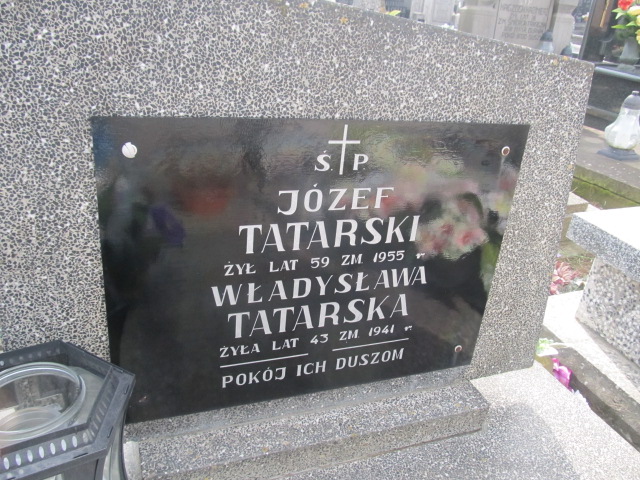 Ś. P.
JÓZEF
TATARSKI
ŻYŁ LAT 59 ZM. 1955 r.
WŁADYSŁAWA
TATARSKA
ŻYŁA LAT 43 ZM. 1941 r.
POKÓJ ICH DUSZOM